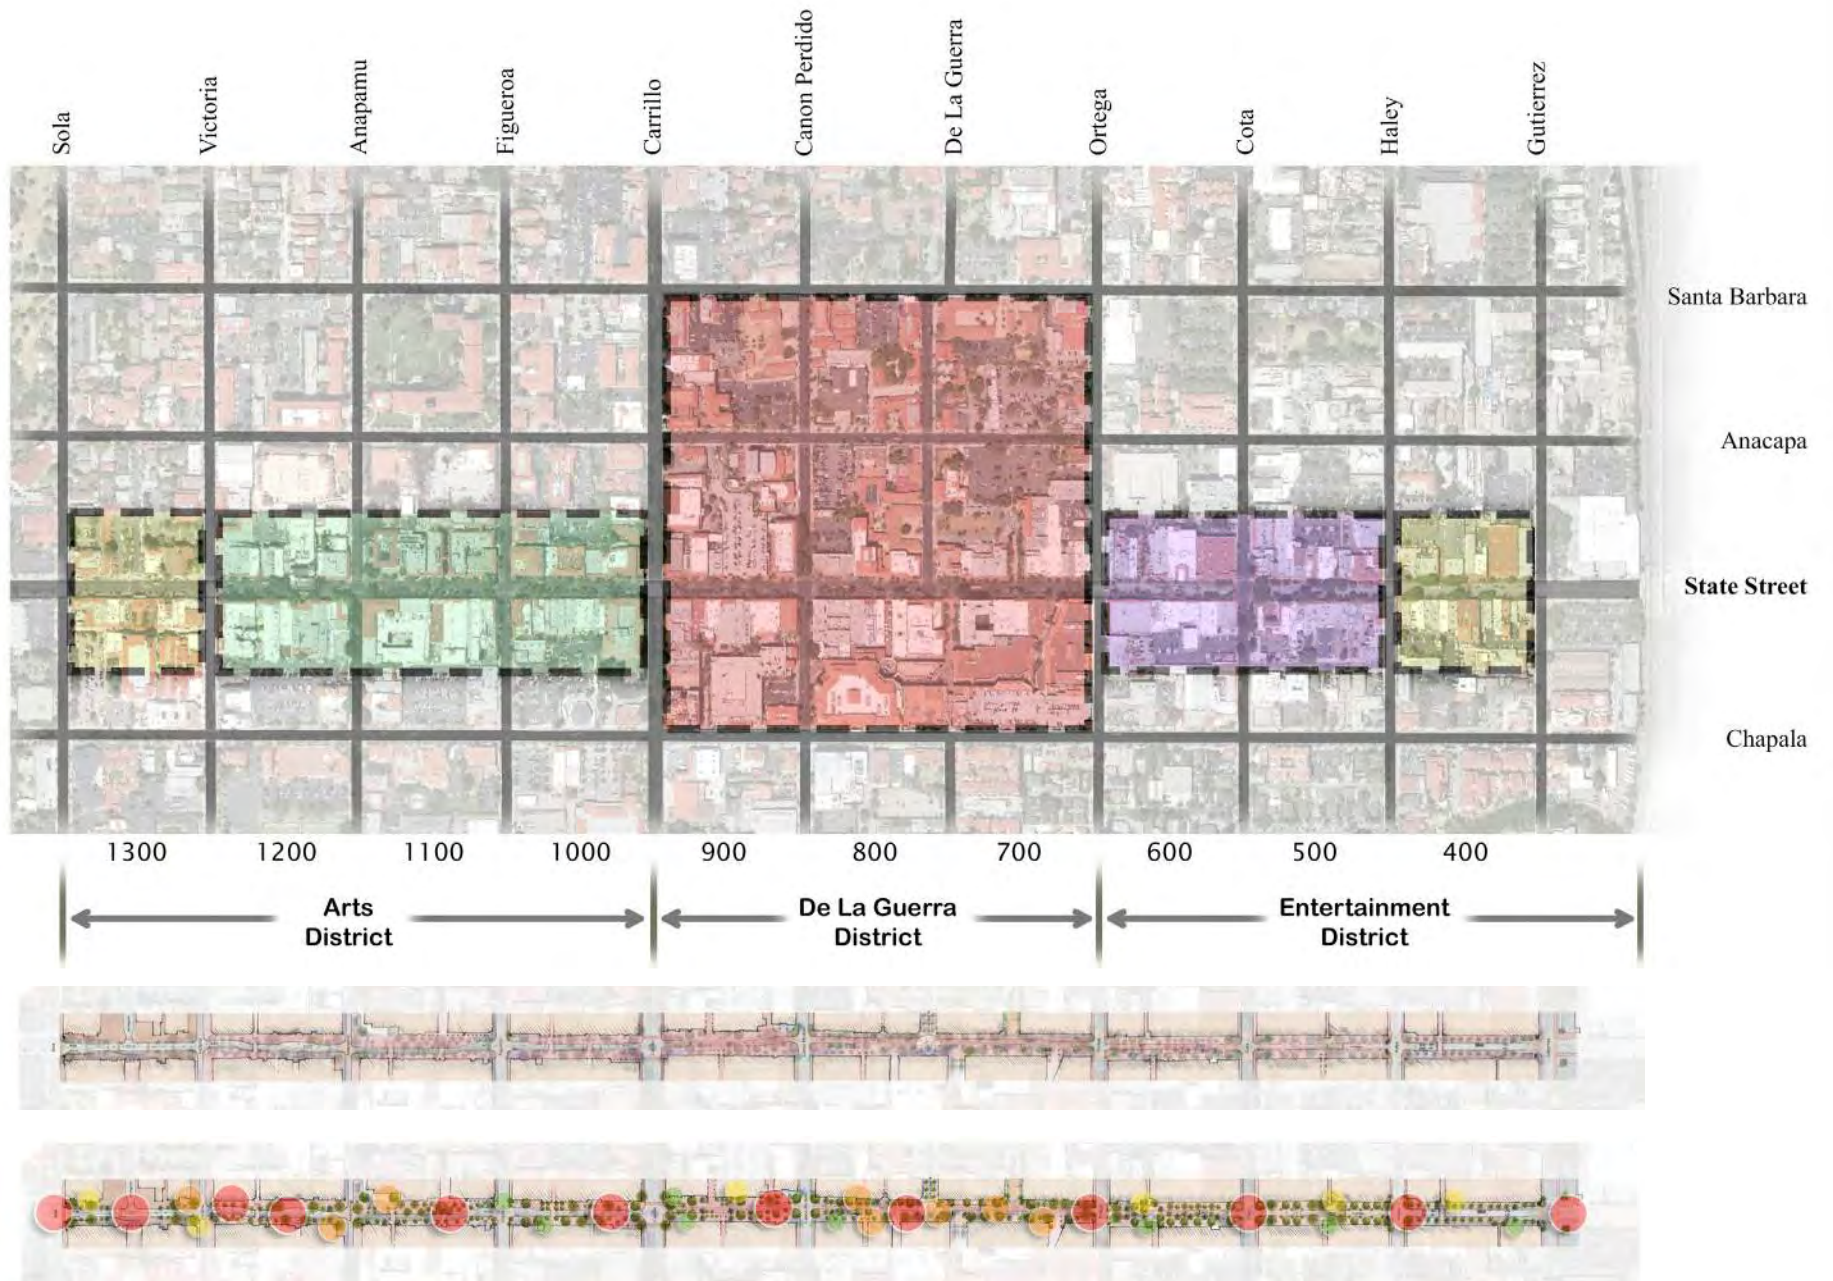 Sola
Victoria
Anapamu
Figueroa
Carrillo
Canon Perdido
De La Guerra
Ortega
Cota
Haley
Gutierrez
Santa Barbara
Anacapa
State Street
Chapala
1300
1200
1100
1000
900
800
700
600
500
400
Arts
District
De La Guerra
District
Entertainment
District